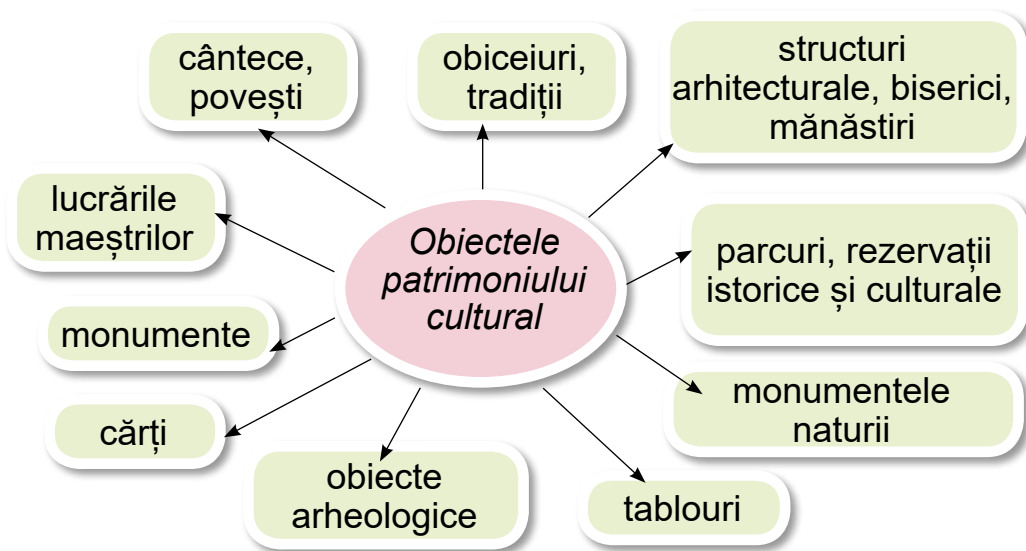 cântece,
povești
obiceiuri,
tradiții
structuri
arhitecturale, biserici,
mănăstiri
lucrările
maeștrilor
Obiectele
patrimoniului
cultural
parcuri, rezervații
istorice și culturale
monumente
monumentele
naturii
cărți
obiecte
arheologice
tablouri